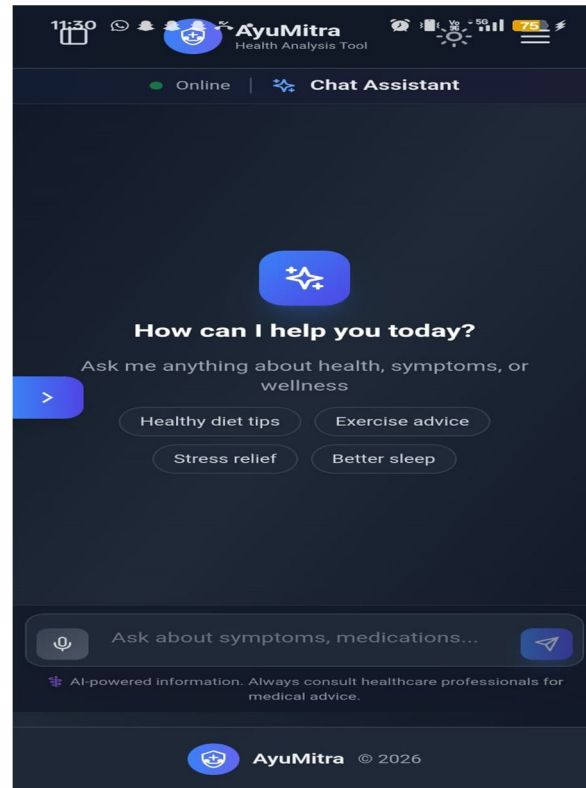 11:30
5G
75
AyuMitra
Health Analysis Tool
Online | Chat Assistant
How can I help you today?
Ask me anything about health, symptoms, or
wellness
Healthy diet tips
Exercise advice
Stress relief
Better sleep
Ask about symptoms, medications...
AI-powered information. Always consult healthcare professionals for
medical advice.
AyuMitra © 2026